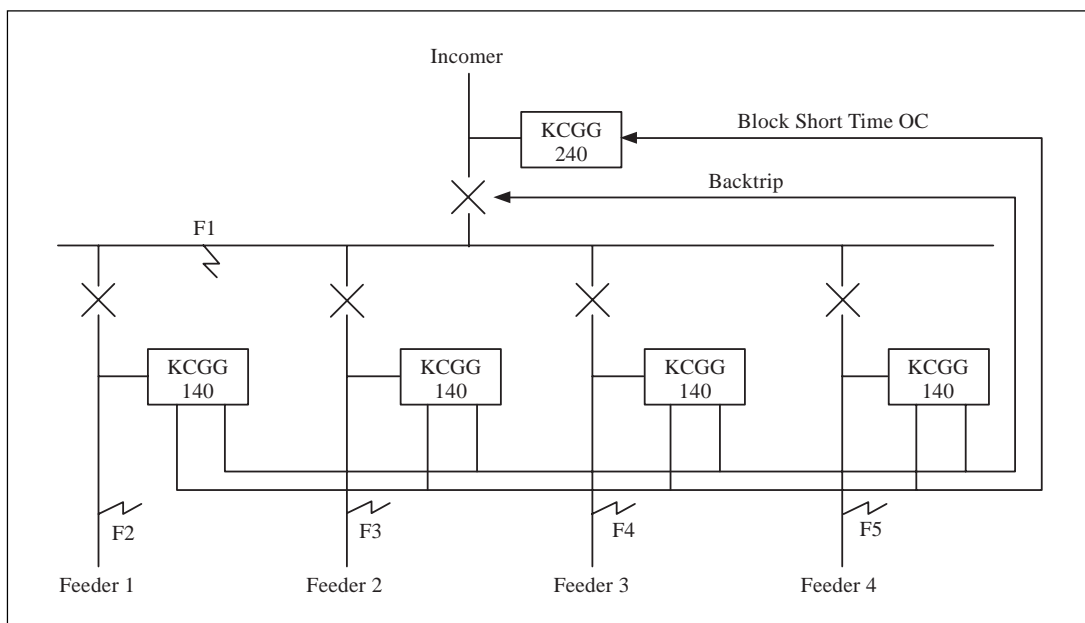 Incomer
KCGG
240
Block Short Time OC
Backtrip
F1
KCGG
140
KCGG
140
KCGG
140
KCGG
140
F2
F3
F4
F5
Feeder 1
Feeder 2
Feeder 3
Feeder 4